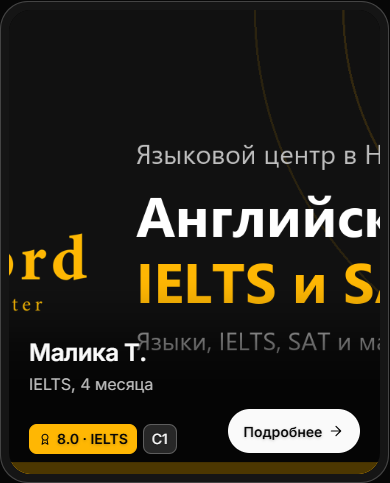 Языковой центр в Н
Английск
IELTS и SA
ord
ter
Языки, IELTS, SAT и ма
Малика Т.
IELTS, 4 месяца
8.0 · IELTS
C1
Подробнее →